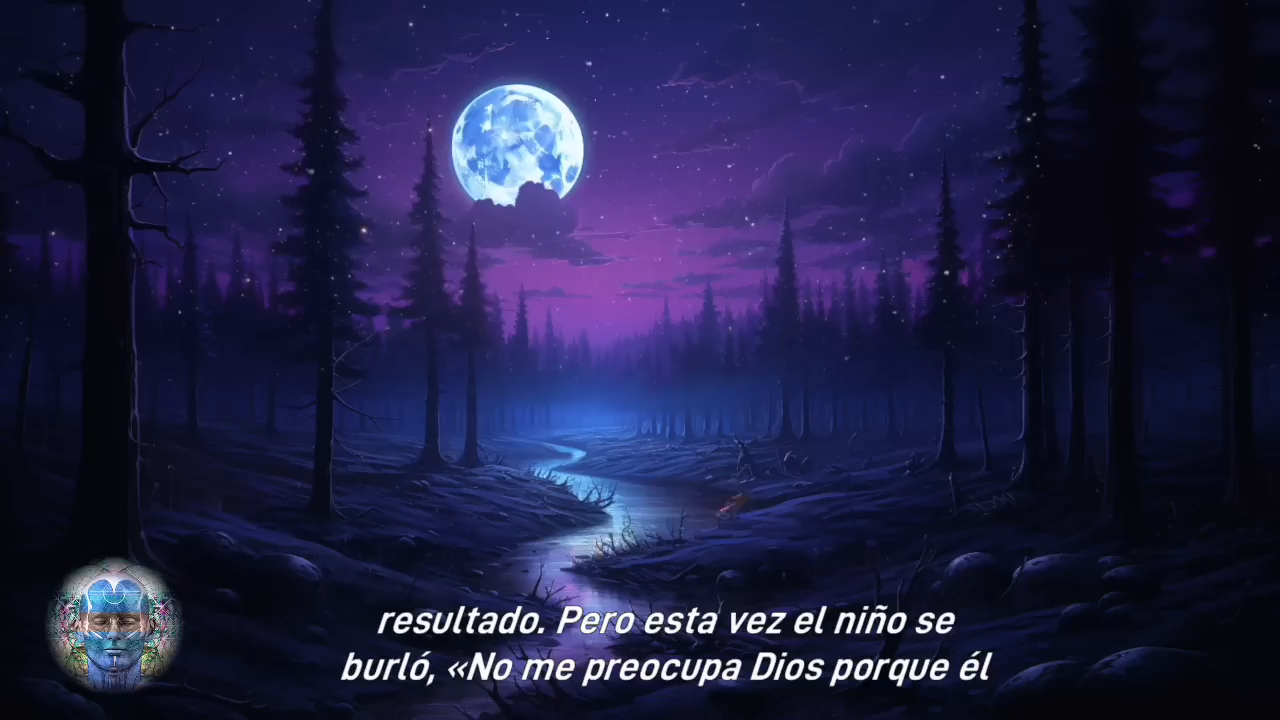 resultado. Pero esta vez el niño se
burló, «No me preocupa Dios porque él